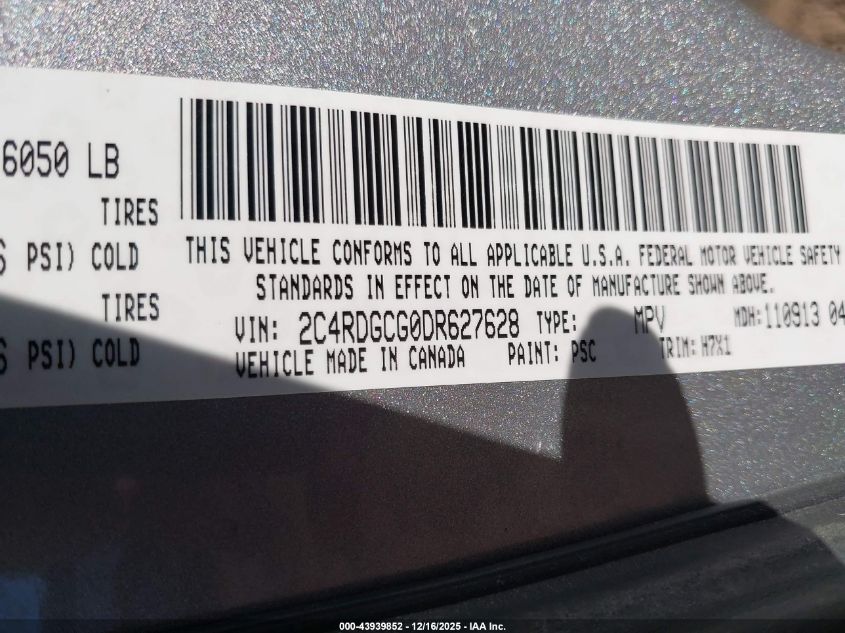 6050 LB
TIRES
PSI) COLD
TIRES
PSI) COLD
THIS VEHICLE CONFORMS TO ALL APPLICABLE U.S.A. FEDERAL MOTOR VEHICLE SAFETY
STANDARDS IN EFFECT ON THE DATE OF MANUFACTURE SHOWN ABOVE.
VIN: 2C4RDGCG0DR627628 TYPE: MPV MDH: 110913 04
VEHICLE MADE IN CANADA PAINT: PSC TRIM: H7X1
000-43939852 - 12/16/2025 - IAA Inc.